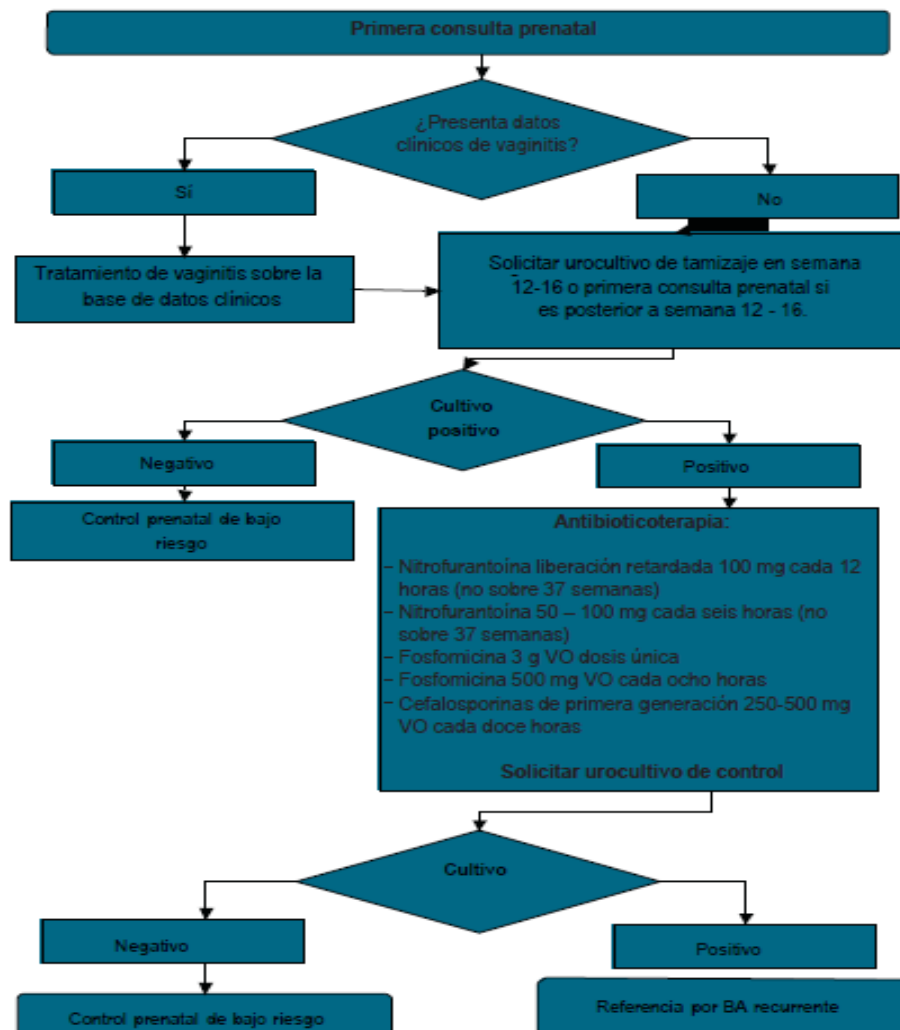 Primera consulta prenatal
¿Presenta datos
clínicos de vaginitis?
Sí
No
Tratamiento de vaginitis sobre la
base de datos clínicos
Solicitar urocultivo de tamizaje en semana
12-16 o primera consulta prenatal si
es posterior a semana 12 - 16.
Cultivo
positivo
Negativo
Positivo
Control prenatal de bajo
riesgo
Antibioticoterapia:
– Nitrofurantoína liberación retardada 100 mg cada 12
horas (no sobre 37 semanas)
– Nitrofurantoína 50 – 100 mg cada seis horas (no
sobre 37 semanas)
– Fosfomicina 3 g VO dosis única
– Fosfomicina 500 mg VO cada ocho horas
– Cefalosporinas de primera generación 250-500 mg
VO cada doce horas
Solicitar urocultivo de control
Cultivo
Negativo
Positivo
Control prenatal de bajo riesgo
Referencia por BA recurrente